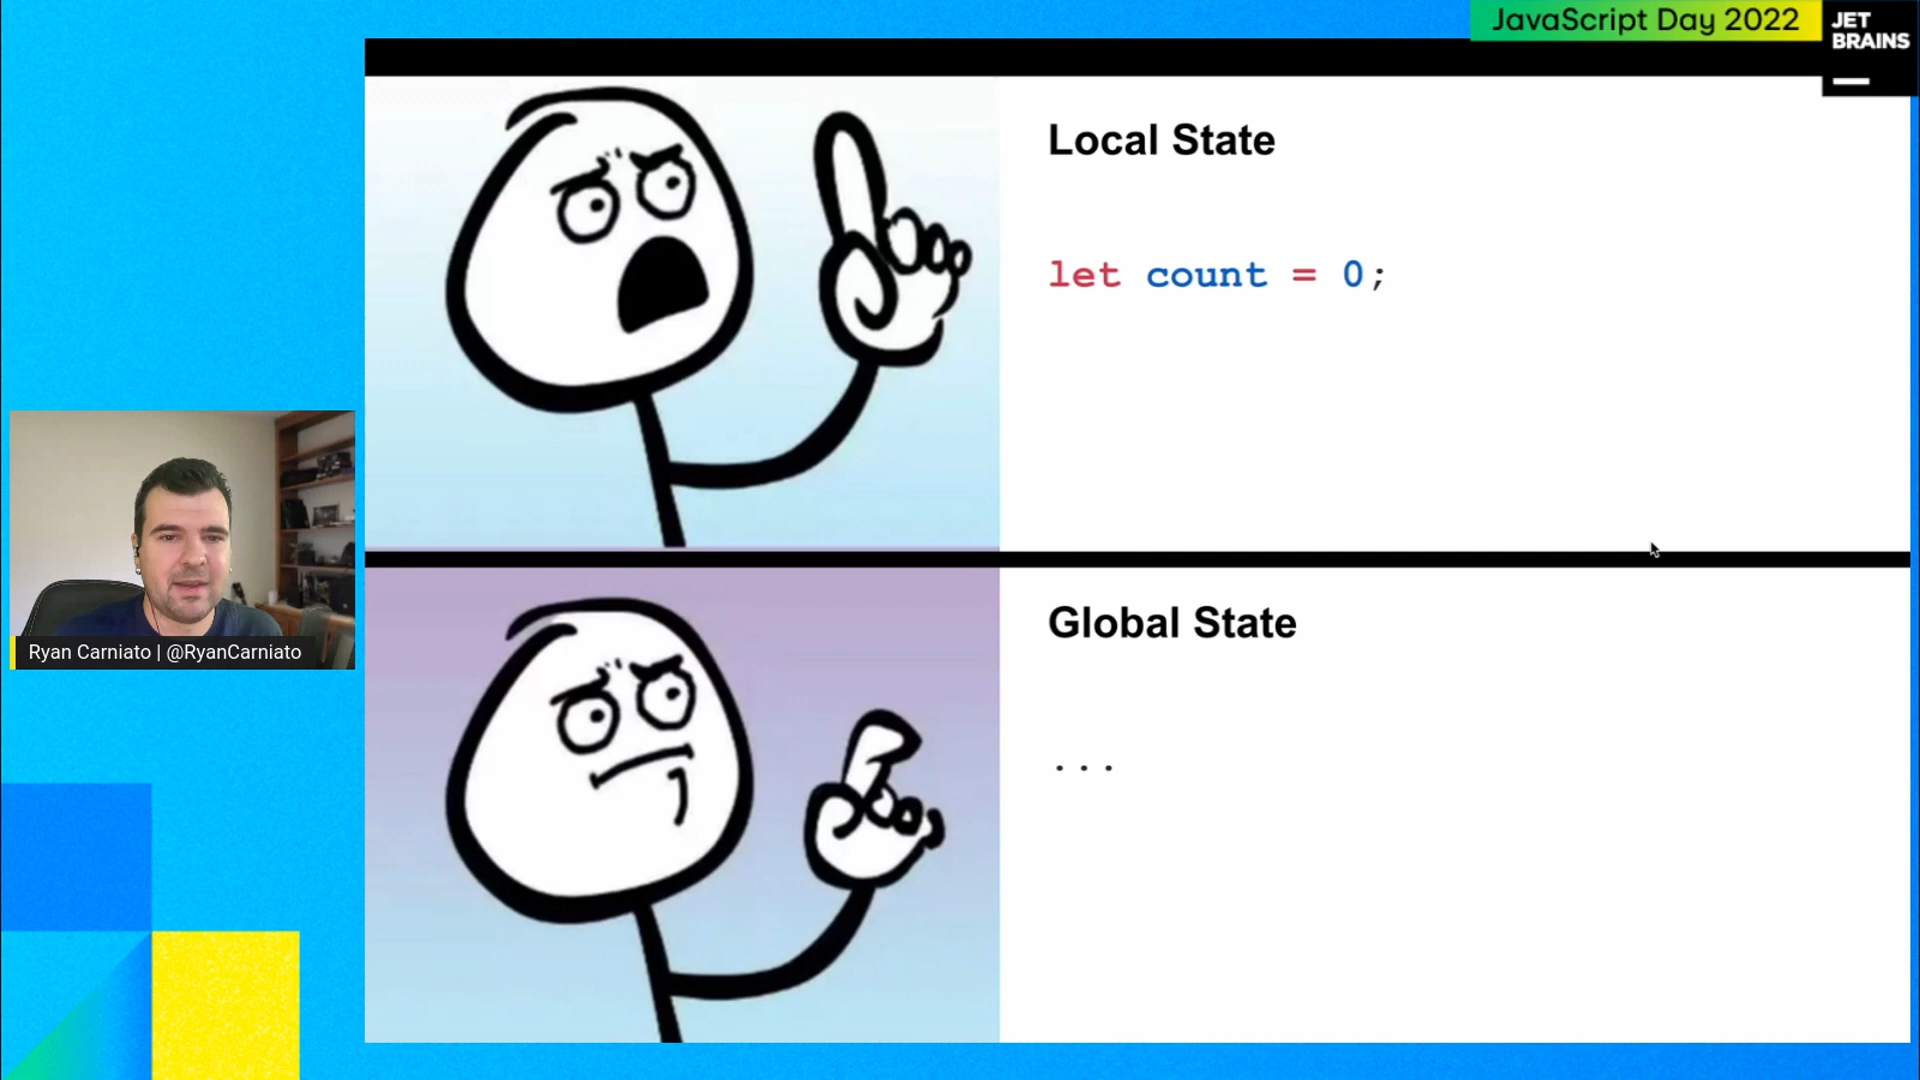 JavaScript Day 2022
JET
BRAINS
Local State
let count = 0;
Ryan Carniato | @RyanCarniato
Global State
...